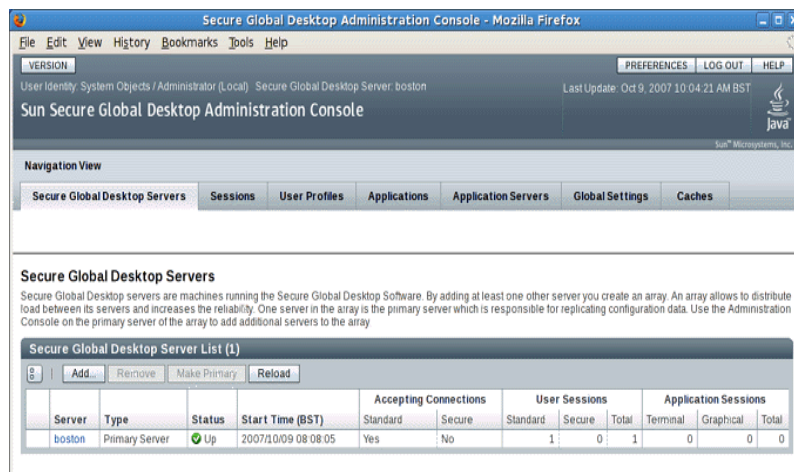 Secure Global Desktop Administration Console - Mozilla Firefox
File Edit View History Bookmarks Tools Help
VERSION PREFERENCES LOG OUT HELP
User Identity: System Objects / Administrator (Local) Secure Global Desktop Server: boston Last Update: Oct 9, 2007 10:04:21 AM BST
Sun Secure Global Desktop Administration Console
Java
Sun™ Microsystems, Inc.
Navigation View
Secure Global Desktop Servers Sessions User Profiles Applications Application Servers Global Settings Caches
Secure Global Desktop Servers
Secure Global Desktop servers are machines running the Secure Global Desktop Software. By adding at least one other server you create an array. An array allows to distribute
load between its servers and increases the reliability. One server in the array is the primary server which is responsible for replicating configuration data. Use the Administration
Console on the primary server of the array to add additional servers to the array
Secure Global Desktop Server List (1)
Add... Remove Make Primary Reload
Accepting Connections User Sessions Application Sessions
Server Type Status Start Time (BST) Standard Secure Standard Secure Total Terminal Graphical Total
boston Primary Server Up 2007/10/09 08:08:05 Yes No 1 0 1 0 0 0